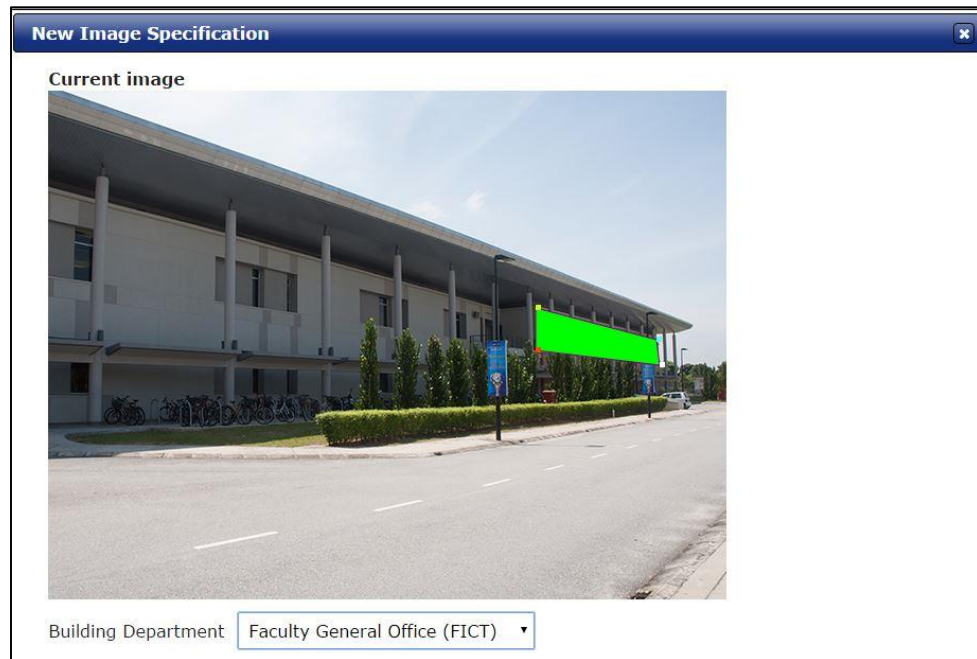 New Image Specification
Current image
Building Department Faculty General Office (FICT)